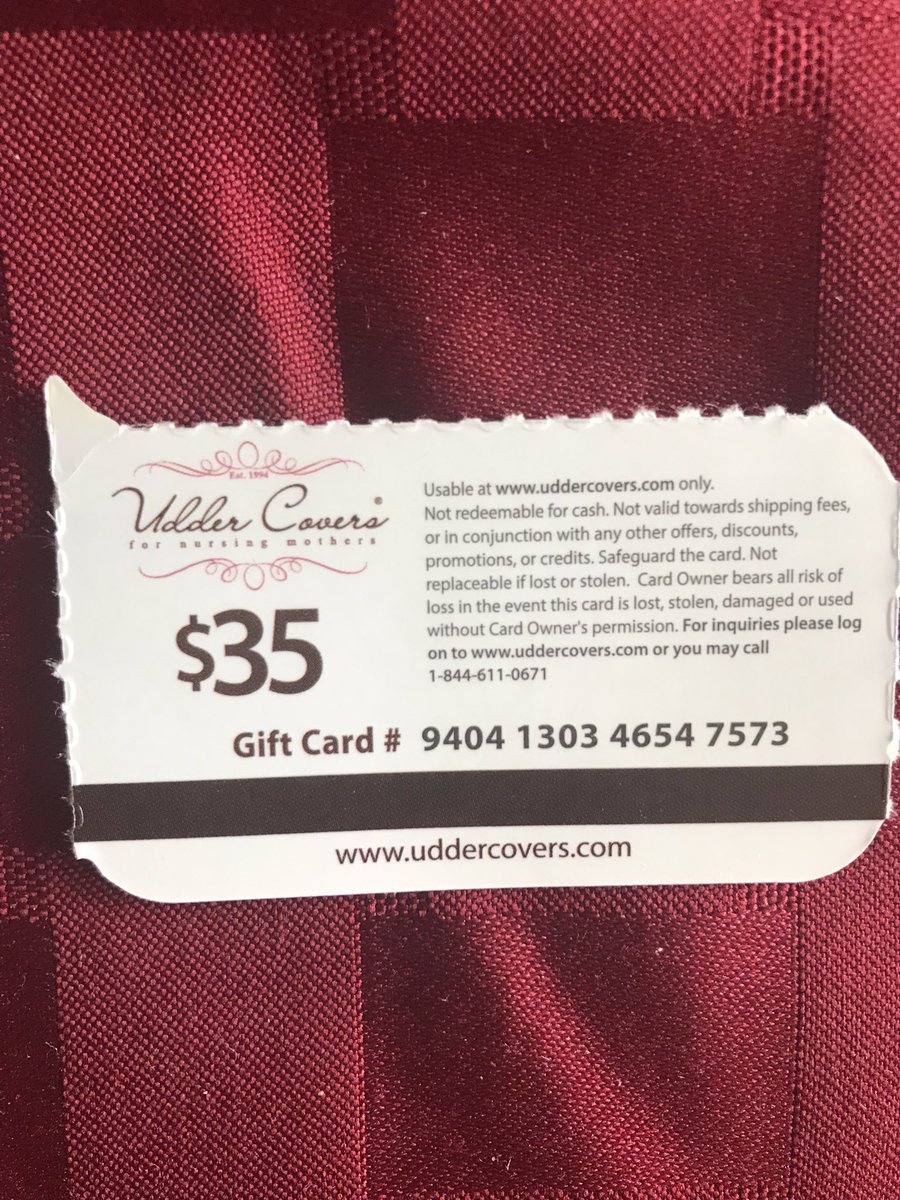 Est. 1994
Udder Covers®
for nursing mothers
$35
Usable at www.uddercovers.com only.
Not redeemable for cash. Not valid towards shipping fees,
or in conjunction with any other offers, discounts,
promotions, or credits. Safeguard the card. Not
replaceable if lost or stolen. Card Owner bears all risk of
loss in the event this card is lost, stolen, damaged or used
without Card Owner's permission. For inquiries please log
on to www.uddercovers.com or you may call
1-844-611-0671
Gift Card # 9404 1303 4654 7573
www.uddercovers.com